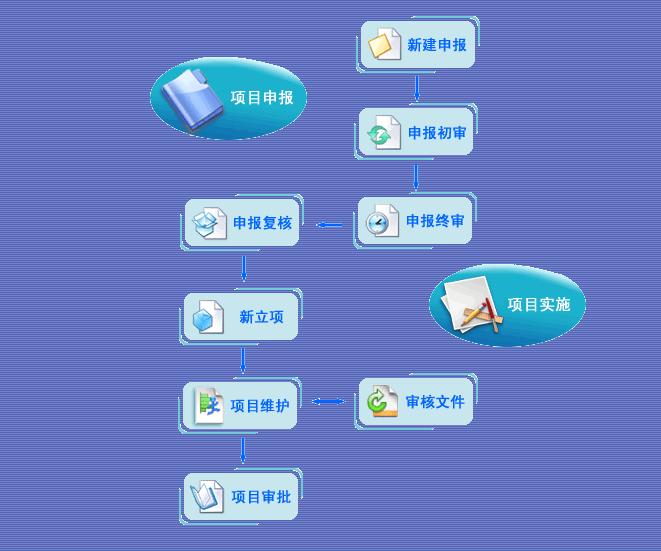 新建申报
项目申报
申报初审
申报复核
申报终审
项目实施
新立项
项目维护
审核文件
项目审批